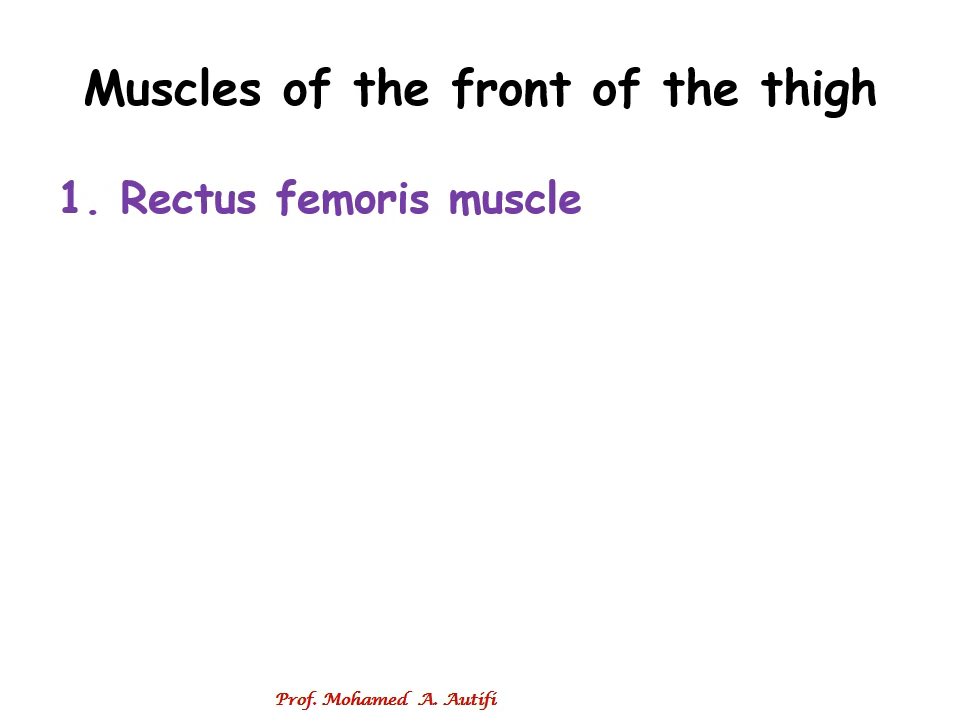 Muscles of the front of the thigh
1. Rectus femoris muscle
Prof. Mohamed A. Autifi